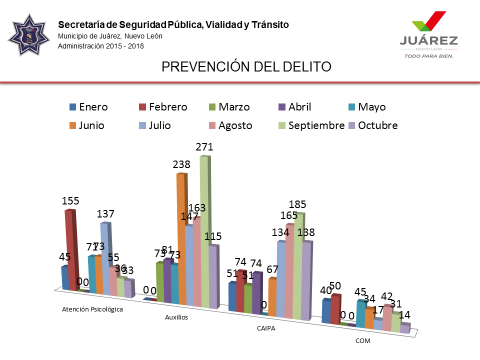 Secretaría de Seguridad Pública, Vialidad y Tránsito
Municipio de Juárez, Nuevo León
Administración 2015 - 2018
JUÁREZ
NUEVO LEÓN
TODO PARA BIEN.
PREVENCIÓN DEL DELITO
Enero Febrero Marzo Abril Mayo
Junio Julio Agosto Septiembre Octubre
45 155 0 0 71 73 137 55 36 33
0 0 73 81 73 238 147 163 271 115
51 74 51 74 0 67 134 165 185 138
40 50 0 0 45 34 17 42 31 14
Atención Psicológica
Auxilios
CAIPA
COM